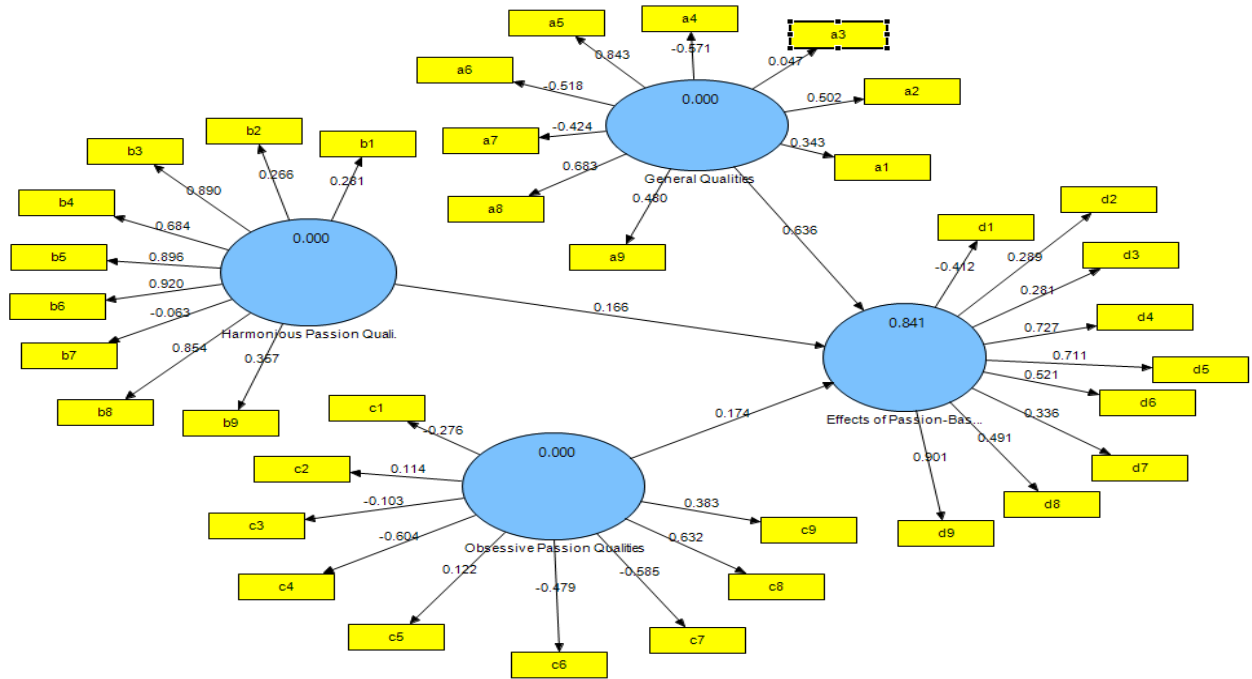 a5
a4
a3
0.843
-0.571
0.047
a6
-0.518
0.000
0.502
a2
a7
-0.424
0.343
a1
0.683
General Qualities
a8
0.480
a9
0.636
b3
b2
b1
0.890
0.266
0.281
b4
0.684
0.000
b5
0.896
b6
0.920
b7
-0.063
Harmonious Passion Quali.
0.854
0.357
b8
b9
0.166
d1
d2
-0.412
0.289
d3
0.281
0.841
0.727
d4
0.711
d5
0.521
d6
Effects of Passion-Bas...
0.336
d7
0.491
d8
0.901
d9
0.174
c1
-0.276
0.000
c2
0.114
c3
-0.103
0.383
c9
Obsessive Passion Qualities
-0.604
0.632
c4
0.122
-0.479
-0.585
c8
c5
c6
c7